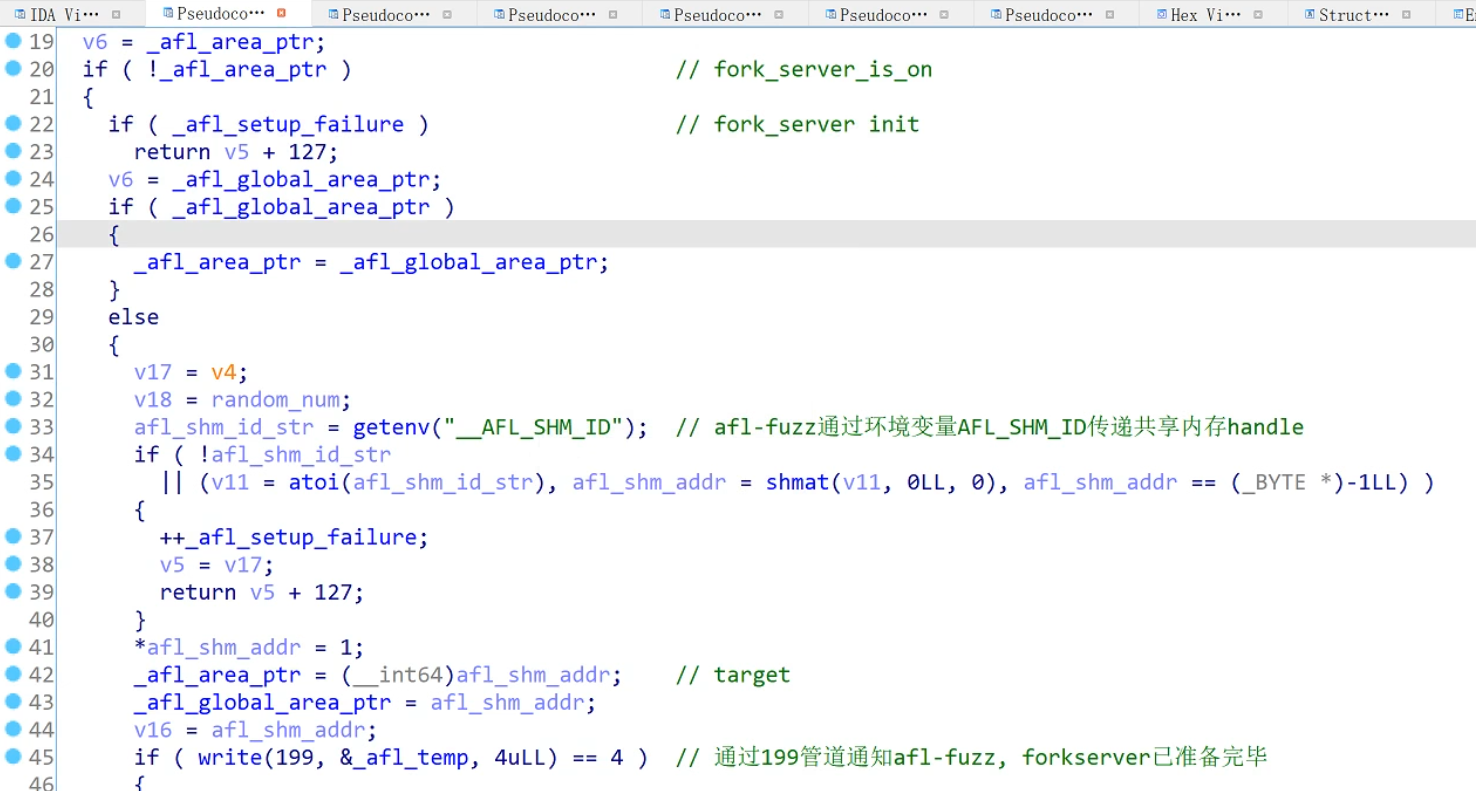 IDA Vi··· Pseudoco··· Pseudoco··· Pseudoco··· Pseudoco··· Pseudoco··· Pseudoco··· Hex Vi··· Struct···
19 v6 = _afl_area_ptr;
20 if ( !_afl_area_ptr ) // fork_server_is_on
21 {
22 if ( _afl_setup_failure ) // fork_server init
23 return v5 + 127;
24 v6 = _afl_global_area_ptr;
25 if ( _afl_global_area_ptr )
26 {
27 _afl_area_ptr = _afl_global_area_ptr;
28 }
29 else
30 {
31 v17 = v4;
32 v18 = random_num;
33 afl_shm_id_str = getenv("__AFL_SHM_ID"); // afl-fuzz通过环境变量AFL_SHM_ID传递共享内存handle
34 if ( !afl_shm_id_str
35 || (v11 = atoi(afl_shm_id_str), afl_shm_addr = shmat(v11, 0LL, 0), afl_shm_addr == (_BYTE *)-1LL) )
36 {
37 ++_afl_setup_failure;
38 v5 = v17;
39 return v5 + 127;
40 }
41 *afl_shm_addr = 1;
42 _afl_area_ptr = (__int64)afl_shm_addr; // target
43 _afl_global_area_ptr = afl_shm_addr;
44 v16 = afl_shm_addr;
45 if ( write(199, &_afl_temp, 4uLL) == 4 ) // 通过199管道通知afl-fuzz, forkserver已准备完毕
46 {